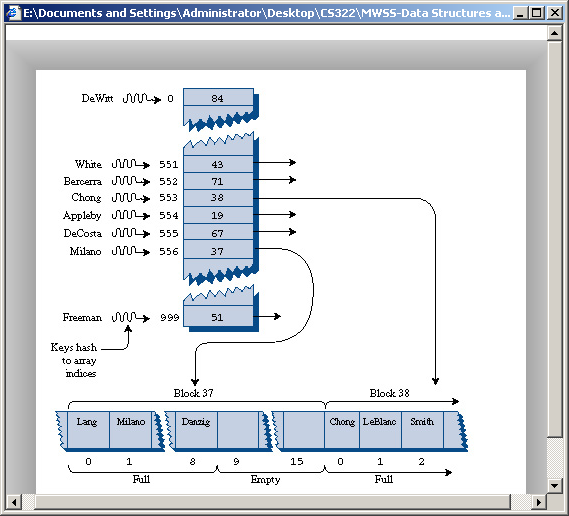 E:\Documents and Settings\Administrator\Desktop\CS322\MWSS-Data Structures a...
DeWitt 0 84
White 551 43
Bercerra 552 71
Chong 553 38
Appleby 554 19
DeCosta 555 67
Milano 556 37
Freeman 999 51
Keys hash
to array
indices
Block 37 Block 38
Lang Milano Danzig Chong LeBlanc Smith
0 1 8 9 15 0 1 2
Full Empty Full